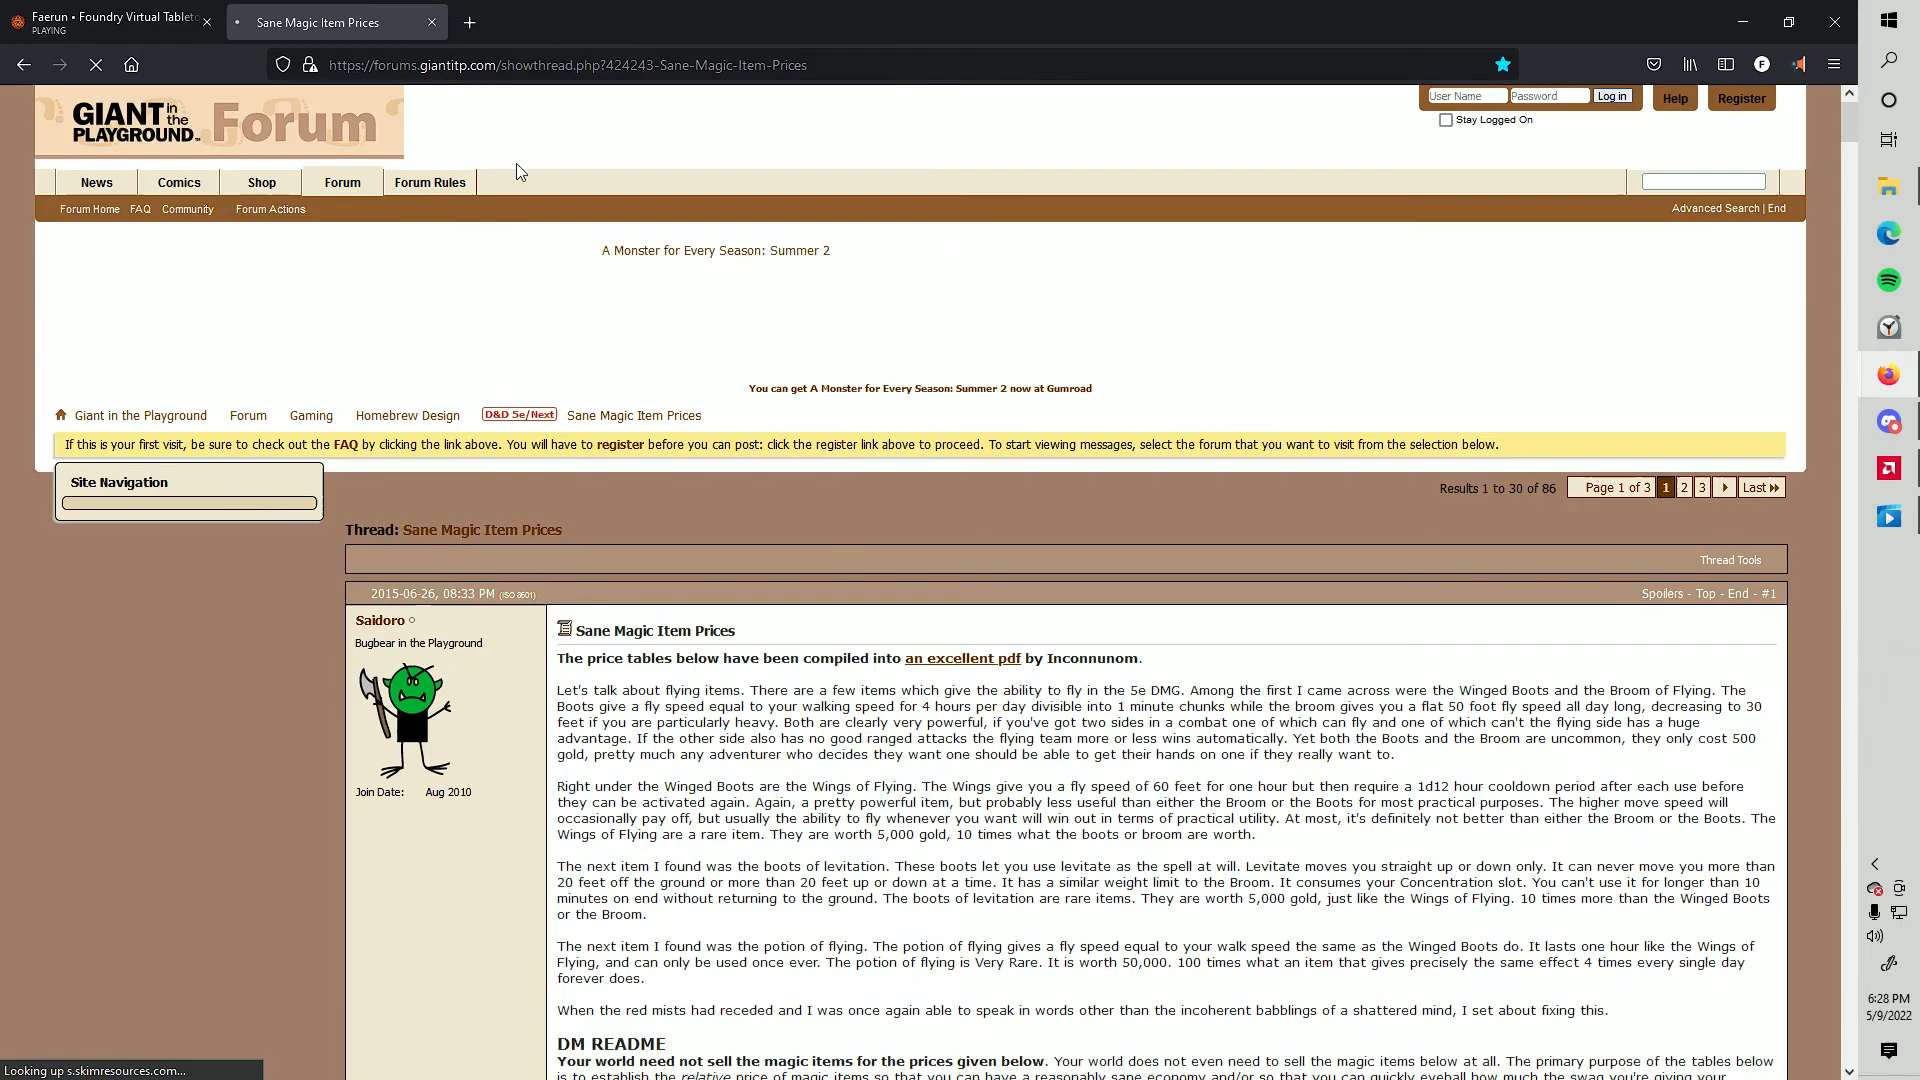 Faerun • Foundry Virtual Tablet
PLAYING
Sane Magic Item Prices
https://forums.giantitp.com/showthread.php?424243-Sane-Magic-Item-Prices
F
GIANT in the PLAYGROUND Forum
User Name
Password
Log in
Help
Register
Stay Logged On
News
Comics
Shop
Forum
Forum Rules
Forum Home
FAQ
Community
Forum Actions
Advanced Search | End
A Monster for Every Season: Summer 2
You can get A Monster for Every Season: Summer 2 now at Gumroad
Giant in the Playground
Forum
Gaming
Homebrew Design
D&D 5e/Next
Sane Magic Item Prices
If this is your first visit, be sure to check out the FAQ by clicking the link above. You will have to register before you can post: click the register link above to proceed. To start viewing messages, select the forum that you want to visit from the selection below.
Site Navigation
Results 1 to 30 of 86
Page 1 of 3
1
2
3
Last
Thread: Sane Magic Item Prices
Thread Tools
2015-06-26, 08:33 PM (ISO 8601)
Spoilers - Top - End - #1
Saidoro
Bugbear in the Playground
Join Date: Aug 2010
Sane Magic Item Prices
The price tables below have been compiled into an excellent pdf by Inconnunom.
Let's talk about flying items. There are a few items which give the ability to fly in the 5e DMG. Among the first I came across were the Winged Boots and the Broom of Flying. The
Boots give a fly speed equal to your walking speed for 4 hours per day divisible into 1 minute chunks while the broom gives you a flat 50 foot fly speed all day long, decreasing to 30
feet if you are particularly heavy. Both are clearly very powerful, if you've got two sides in a combat one of which can fly and one of which can't the flying side has a huge
advantage. If the other side also has no good ranged attacks the flying team more or less wins automatically. Yet both the Boots and the Broom are uncommon, they only cost 500
gold, pretty much any adventurer who decides they want one should be able to get their hands on one if they really want to.
Right under the Winged Boots are the Wings of Flying. The Wings give you a fly speed of 60 feet for one hour but then require a 1d12 hour cooldown period after each use before
they can be activated again. Again, a pretty powerful item, but probably less useful than either the Broom or the Boots for most practical purposes. The higher move speed will
occasionally pay off, but usually the ability to fly whenever you want will win out in terms of practical utility. At most, it's definitely not better than either the Broom or the Boots. The
Wings of Flying are a rare item. They are worth 5,000 gold, 10 times what the boots or broom are worth.
The next item I found was the boots of levitation. These boots let you use levitate as the spell at will. Levitate moves you straight up or down only. It can never move you more than
20 feet off the ground or more than 20 feet up or down at a time. It has a similar weight limit to the Broom. It consumes your Concentration slot. You can't use it for longer than 10
minutes on end without returning to the ground. The boots of levitation are rare items. They are worth 5,000 gold, just like the Wings of Flying. 10 times more than the Winged Boots
or the Broom.
The next item I found was the potion of flying. The potion of flying gives a fly speed equal to your walk speed the same as the Winged Boots do. It lasts one hour like the Wings of
Flying, and can only be used once ever. The potion of flying is Very Rare. It is worth 50,000. 100 times what an item that gives precisely the same effect 4 times every single day
forever does.
When the red mists had receded and I was once again able to speak in words other than the incoherent babblings of a shattered mind, I set about fixing this.
DM README
Your world need not sell the magic items for the prices given below. Your world does not even need to sell the magic items below at all. The primary purpose of the tables below
is to establish the relative price of magic items so that you can have a reasonably sane economy and/or so that you can quickly eyeball how much the swag you're giving your
Looking up s.skimresources.com...
6:28 PM
5/9/2022